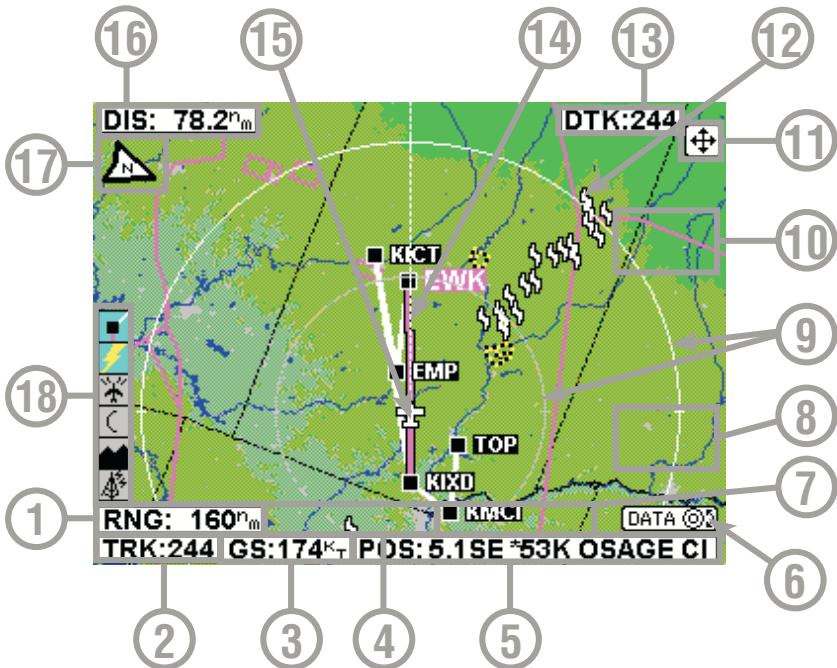 16
15
14
13
12
DIS: 78.2nm
DTK:244
17
N
11
KICT
EWK
10
9
EMP
18
TOP
8
KIXD
7
1
RNG: 160nm
KMCI
DATA
TRK:244
GS:174KT
POS: 5.1SE *53K OSAGE CI
6
2
3
4
5